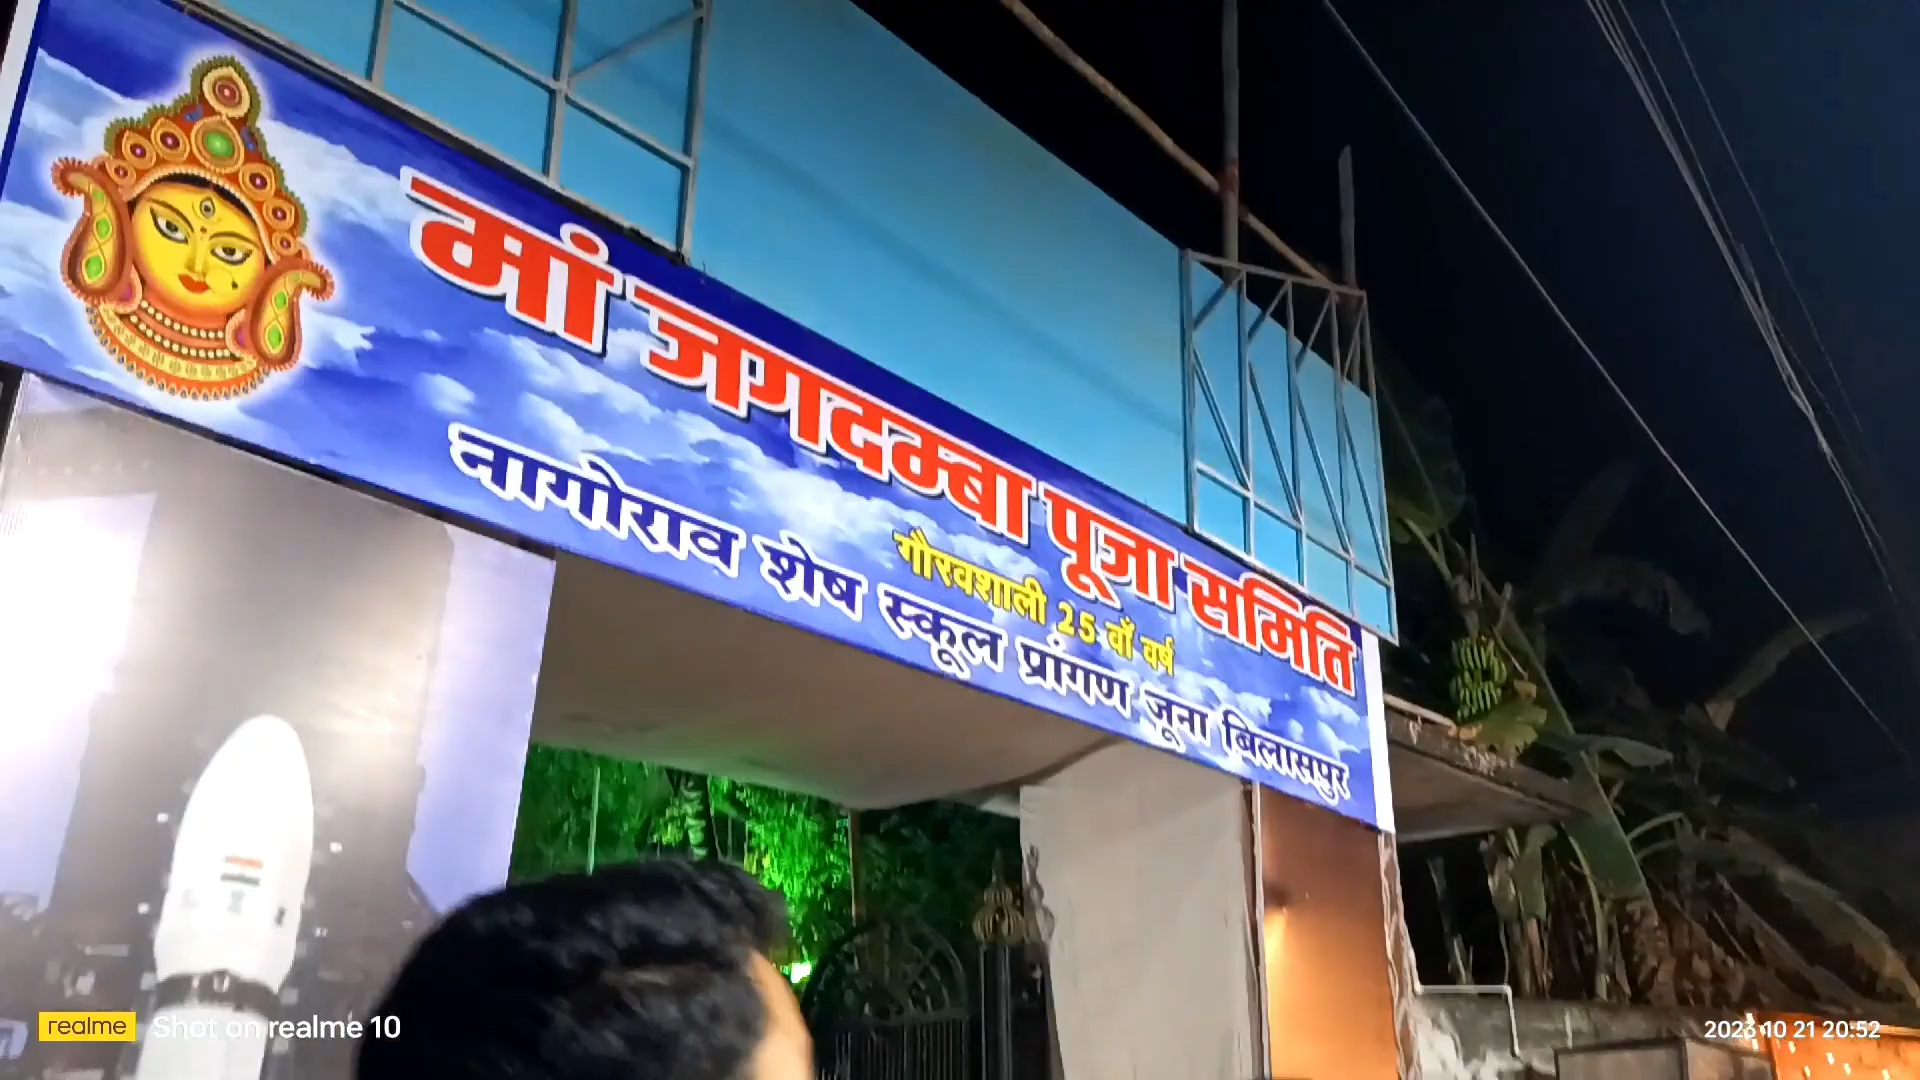 मां जगदम्बा पूजा समिति
गौरवशाली 25 वाँ वर्ष
नागोराव शेष स्कूल प्रांगण जूना बिलासपुर
realme Shot on realme 10
2023 10 21 20:52